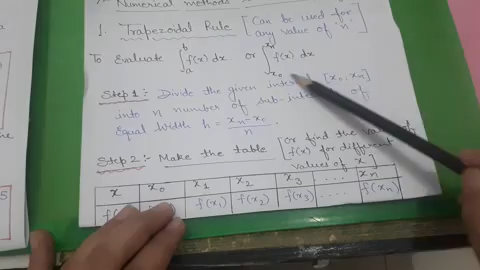 Numerical methods
1. Trapezoidal Rule [Can be used for any value of 'n']
To Evaluate ∫ₐᵇ f(x) dx or ∫ f(x) dx
Step 1: Divide the given [x₀, xₙ]
into n number of sub- of
Equal width h = (xₙ - x₀)/n.
Step 2: Make the table [Or find the value of f(x) for different values of x]
x x₀ x₁ x₂ x₃ .... xₙ
f(x₁) f(x₂) f(x₃) .... f(xₙ)
5